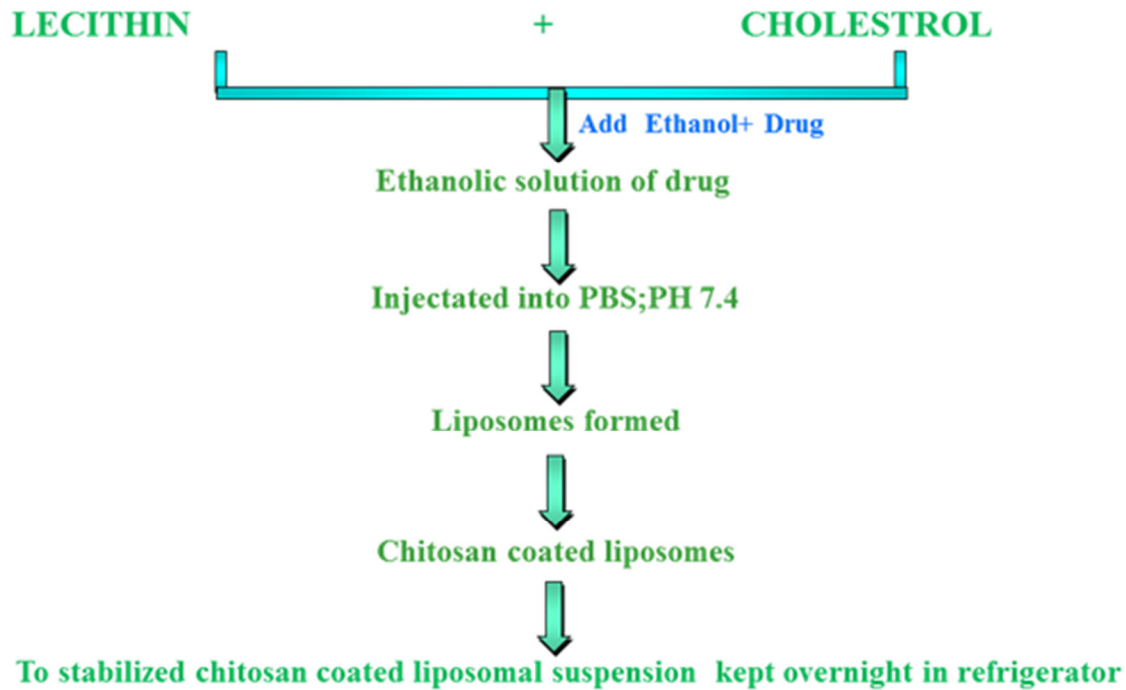 LECITHIN + CHOLESTROL
Add Ethanol+ Drug
Ethanolic solution of drug
Injectated into PBS;PH 7.4
Liposomes formed
Chitosan coated liposomes
To stabilized chitosan coated liposomal suspension kept overnight in refrigerator